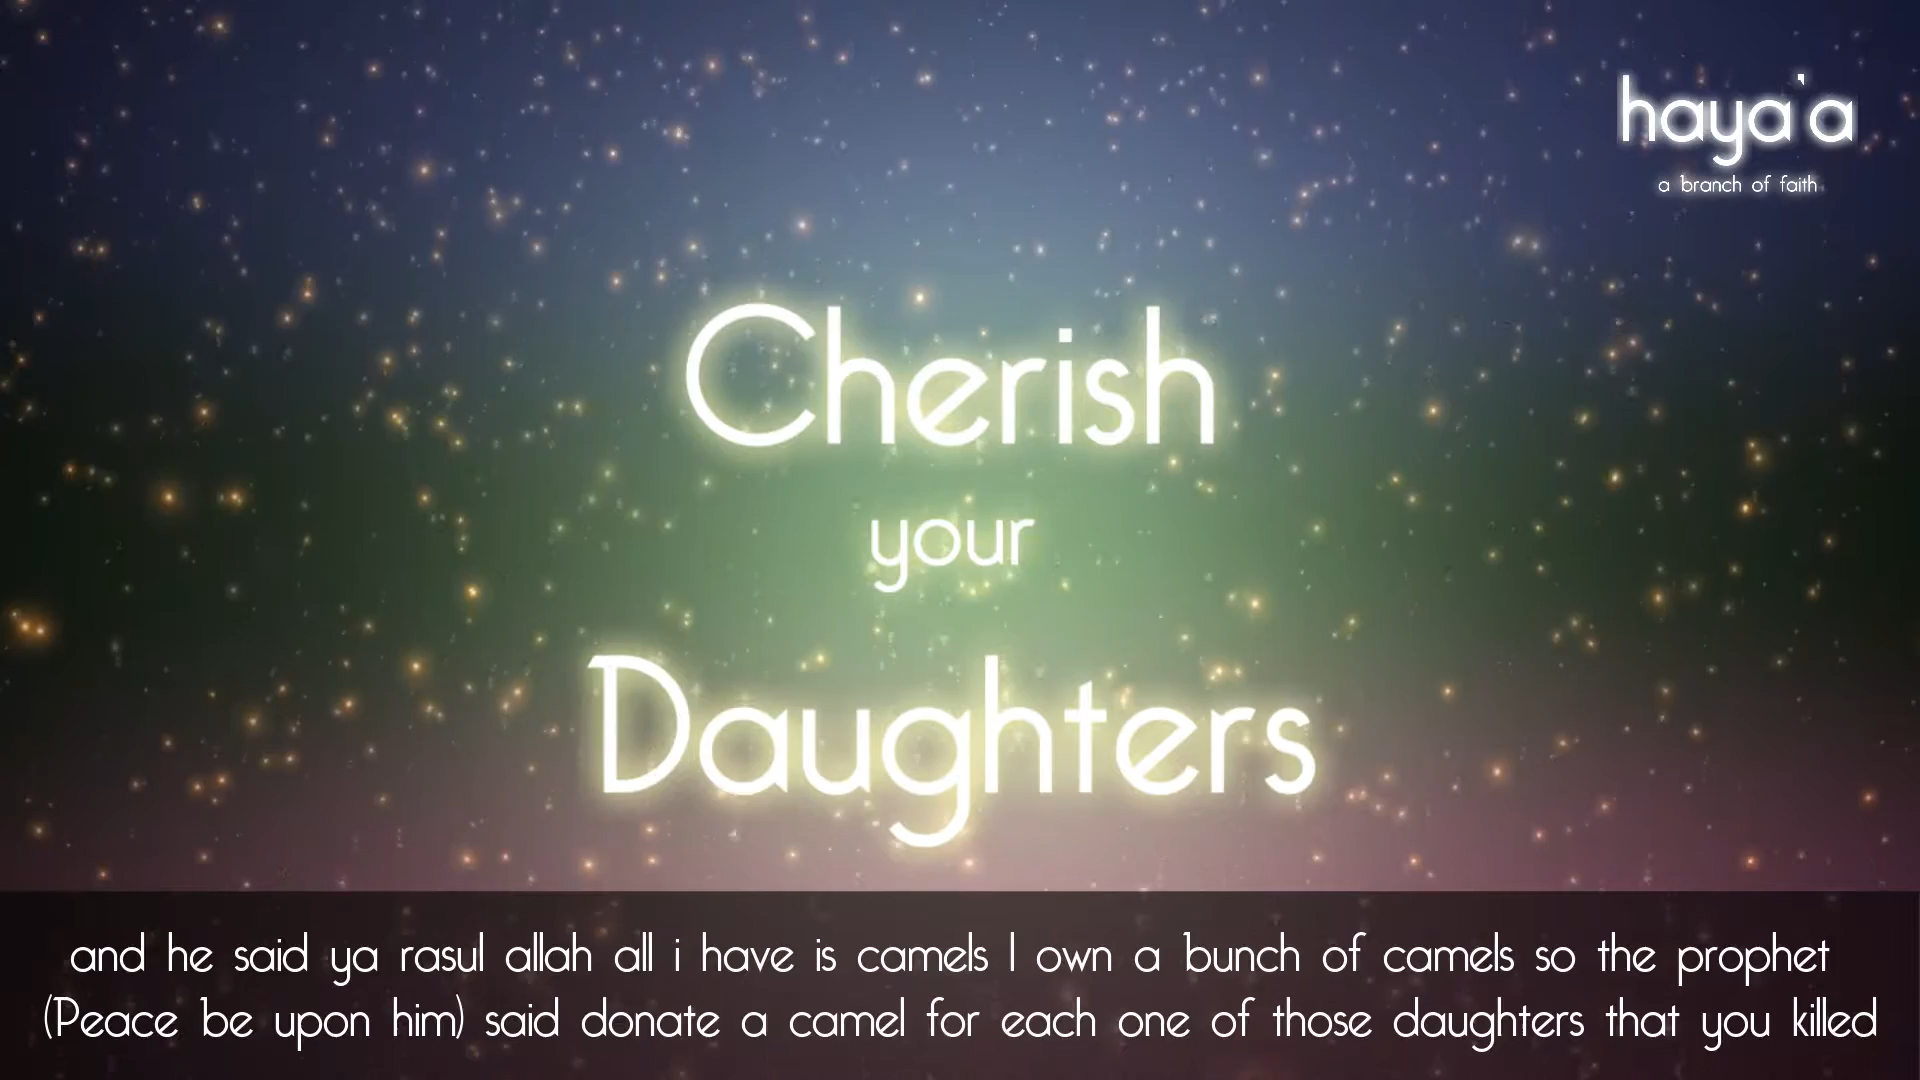 haya'a
a branch of faith
Cherish
your
Daughters
and he said ya rasul allah all i have is camels I own a bunch of camels so the prophet
(Peace be upon him) said donate a camel for each one of those daughters that you killed